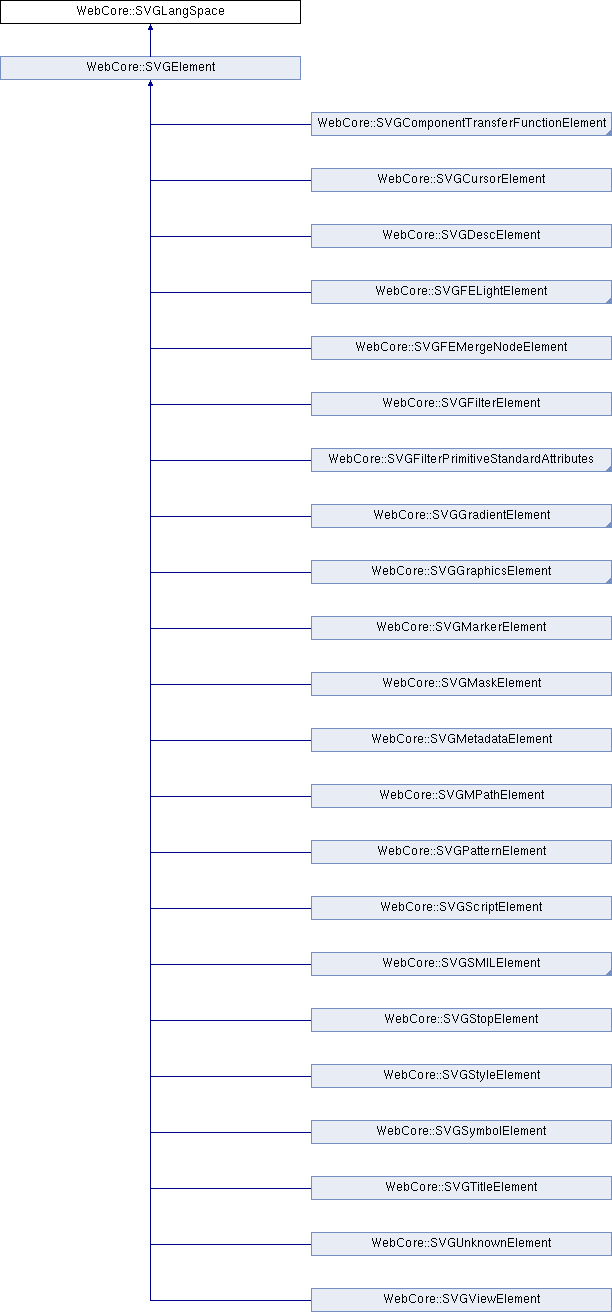 WebCore::SVGLangSpace
WebCore::SVGElement
WebCore::SVGComponentTransferFunctionElement
WebCore::SVGCursorElement
WebCore::SVGDescElement
WebCore::SVGFELightElement
WebCore::SVGFEMergeNodeElement
WebCore::SVGFilterElement
WebCore::SVGFilterPrimitiveStandardAttributes
WebCore::SVGGradientElement
WebCore::SVGGraphicsElement
WebCore::SVGMarkerElement
WebCore::SVGMaskElement
WebCore::SVGMetadataElement
WebCore::SVGMPathElement
WebCore::SVGPatternElement
WebCore::SVGScriptElement
WebCore::SVGSMILElement
WebCore::SVGStopElement
WebCore::SVGStyleElement
WebCore::SVGSymbolElement
WebCore::SVGTitleElement
WebCore::SVGUnknownElement
WebCore::SVGViewElement